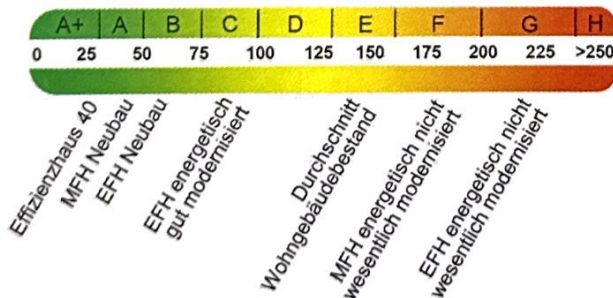 A+ A B C D E F G H
0 25 50 75 100 125 150 175 200 225 >250
Effizienzhaus 40
MFH Neubau
EFH Neubau
EFH energetisch
gut modernisiert
Durchschnitt
Wohngebäudebestand
MFH energetisch nicht
wesentlich modernisiert
EFH energetisch nicht
wesentlich modernisiert